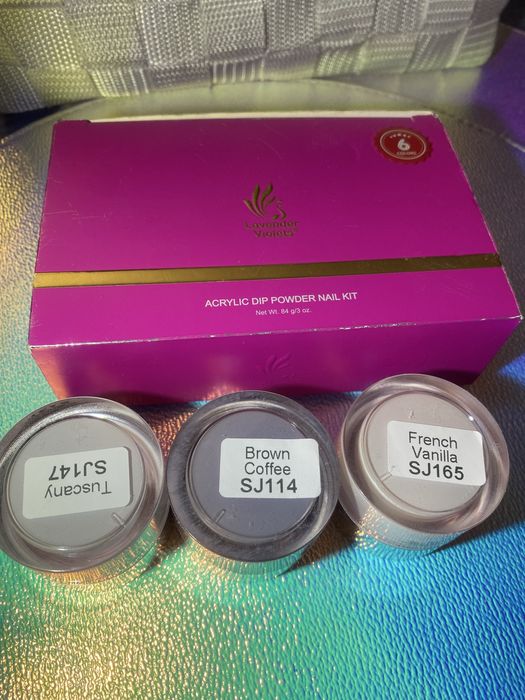 6
COLORS
Lavender
Violets
ACRYLIC DIP POWDER NAIL KIT
Net Wt. 84 g/3 oz.
Tuscany
SJ147
Brown
Coffee
SJ114
French
Vanilla
SJ165